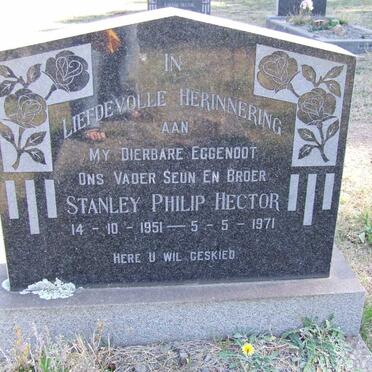 IN
LIEFDEVOLLE HERINNERING
AAN
MY DIERBARE EGGENOOT
ONS VADER SEUN EN BROER
STANLEY PHILIP HECTOR
14 - 10 - 1951 — 5 - 5 - 1971
HERE U WIL GESKIED